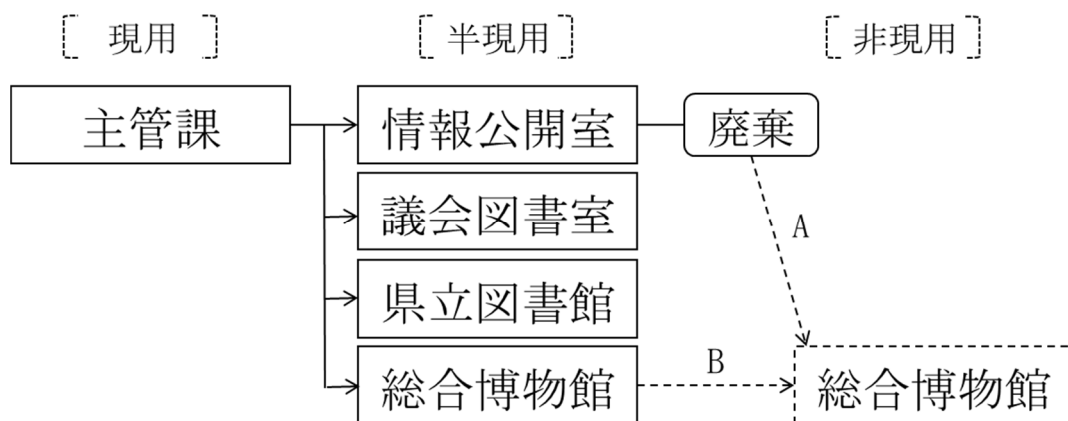 現用
半現用
非現用
主管課
情報公開室
廃棄
議会図書室
A
県立図書館
総合博物館
B
総合博物館